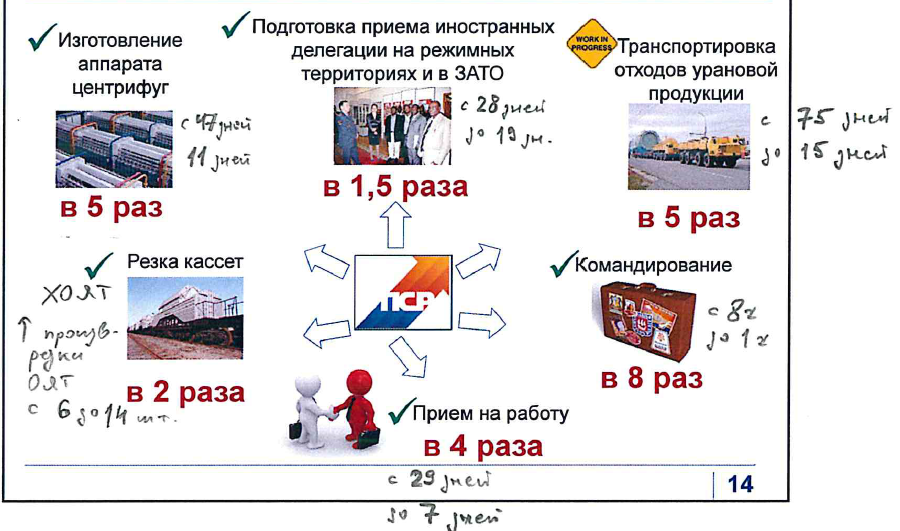 Изготовление
аппарата
центрифуг
с 47 дней
11 дней
в 5 раз
Подготовка приема иностранных
делегации на режимных
территориях и в ЗАТО
с 28 дней
до 19 дн.
в 1,5 раза
WORK IN
PROGRESS
Транспортировка
отходов урановой
продукции
с 75 дней
до 15 дней
в 5 раз
Резка кассет
ХОЯТ
↑ произв-
резки
ОЯТ
с 6 до 14 шт.
в 2 раза
ПСР
Командирование
с 8ч
до 1ч
в 8 раз
Прием на работу
в 4 раза
с 29 дней
до 7 дней
14